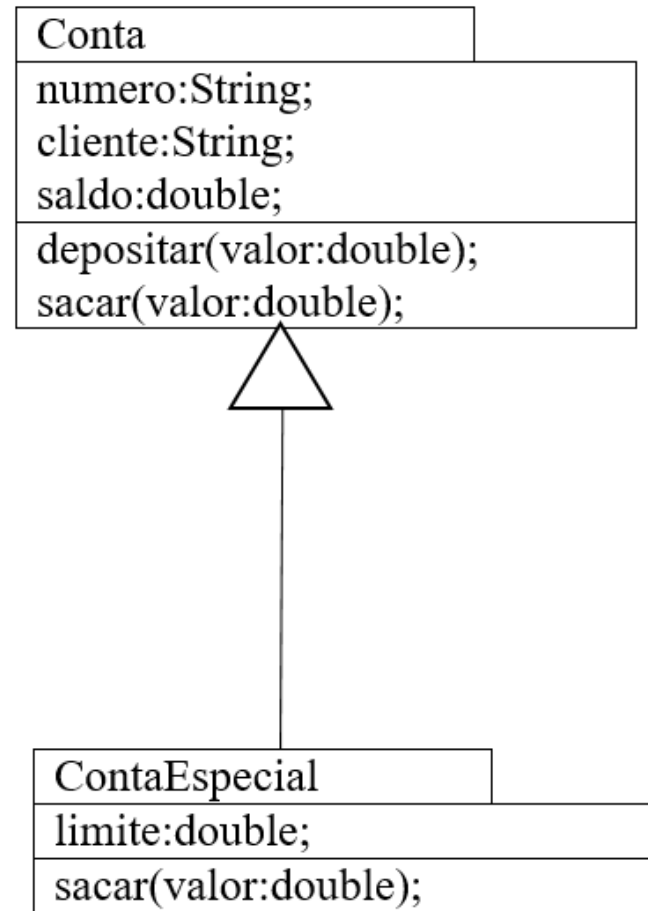 Conta
numero:String;
cliente:String;
saldo:double;
depositar(valor:double);
sacar(valor:double);
ContaEspecial
limite:double;
sacar(valor:double);